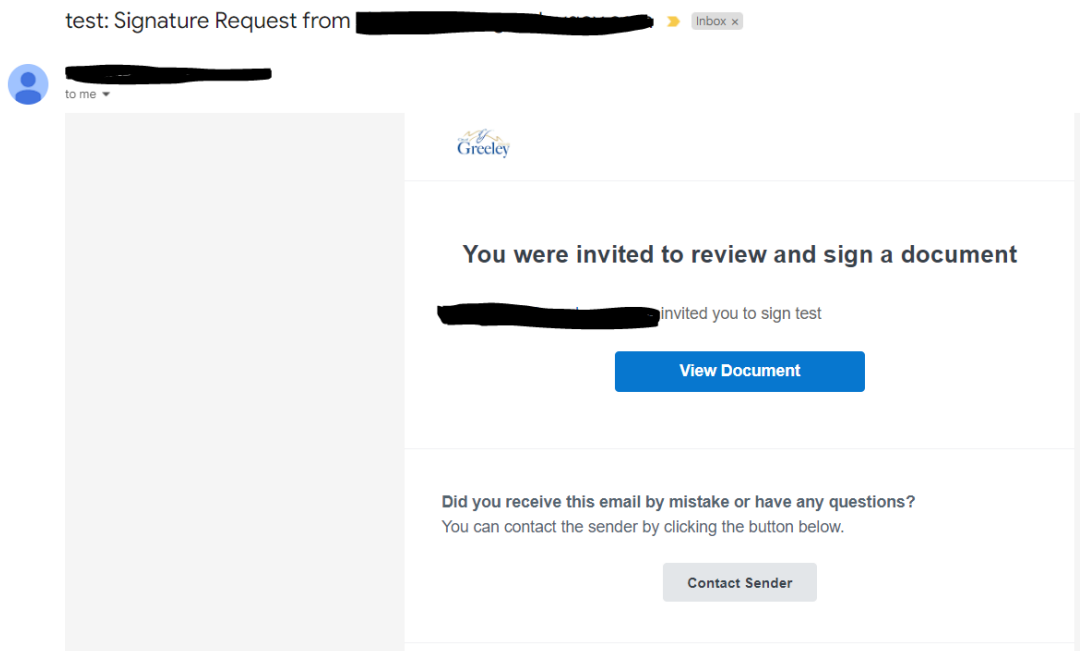 test: Signature Request from
Inbox x
to me
Greeley
You were invited to review and sign a document
invited you to sign test
View Document
Did you receive this email by mistake or have any questions?
You can contact the sender by clicking the button below.
Contact Sender